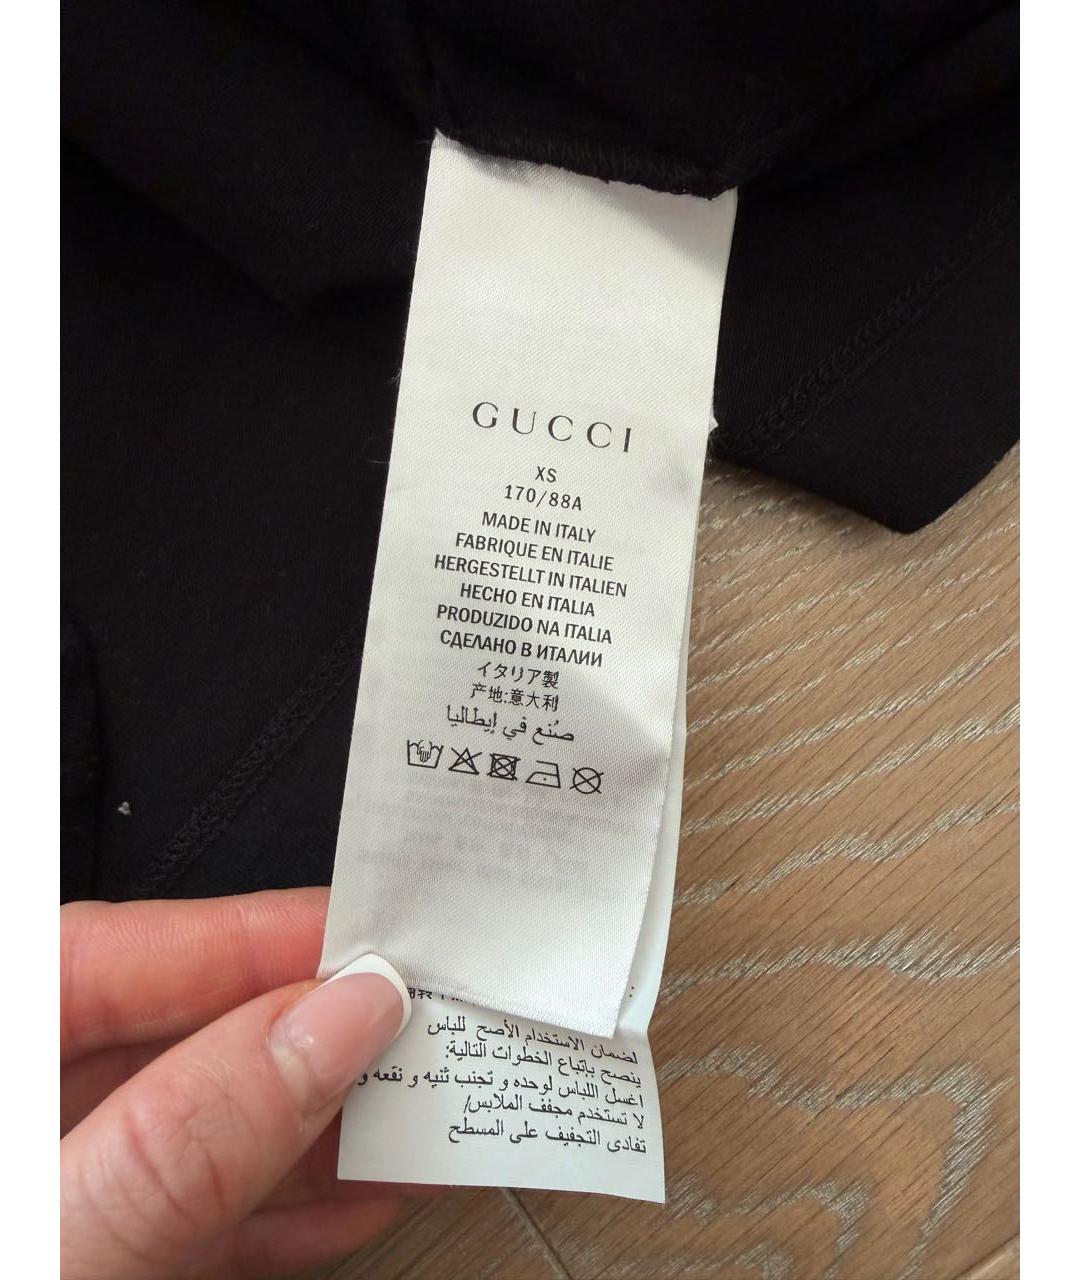 GUCCI
XS
170/88A
MADE IN ITALY
FABRIQUE EN ITALIE
HERGESTELLT IN ITALIEN
HECHO EN ITALIA
PRODUZIDO NA ITALIA
СДЕЛАНО В ИТАЛИИ
イタリア製
产地:意大利
صُنع في إيطاليا
لضمان الاستخدام الأصح للباس
ينصح بإتباع الخطوات التالية:
اغسل اللباس لوحده و تجنب ثنيه و نقعه و
لا تستخدم مجفف الملابس/
تفادى التجفيف على المسطح